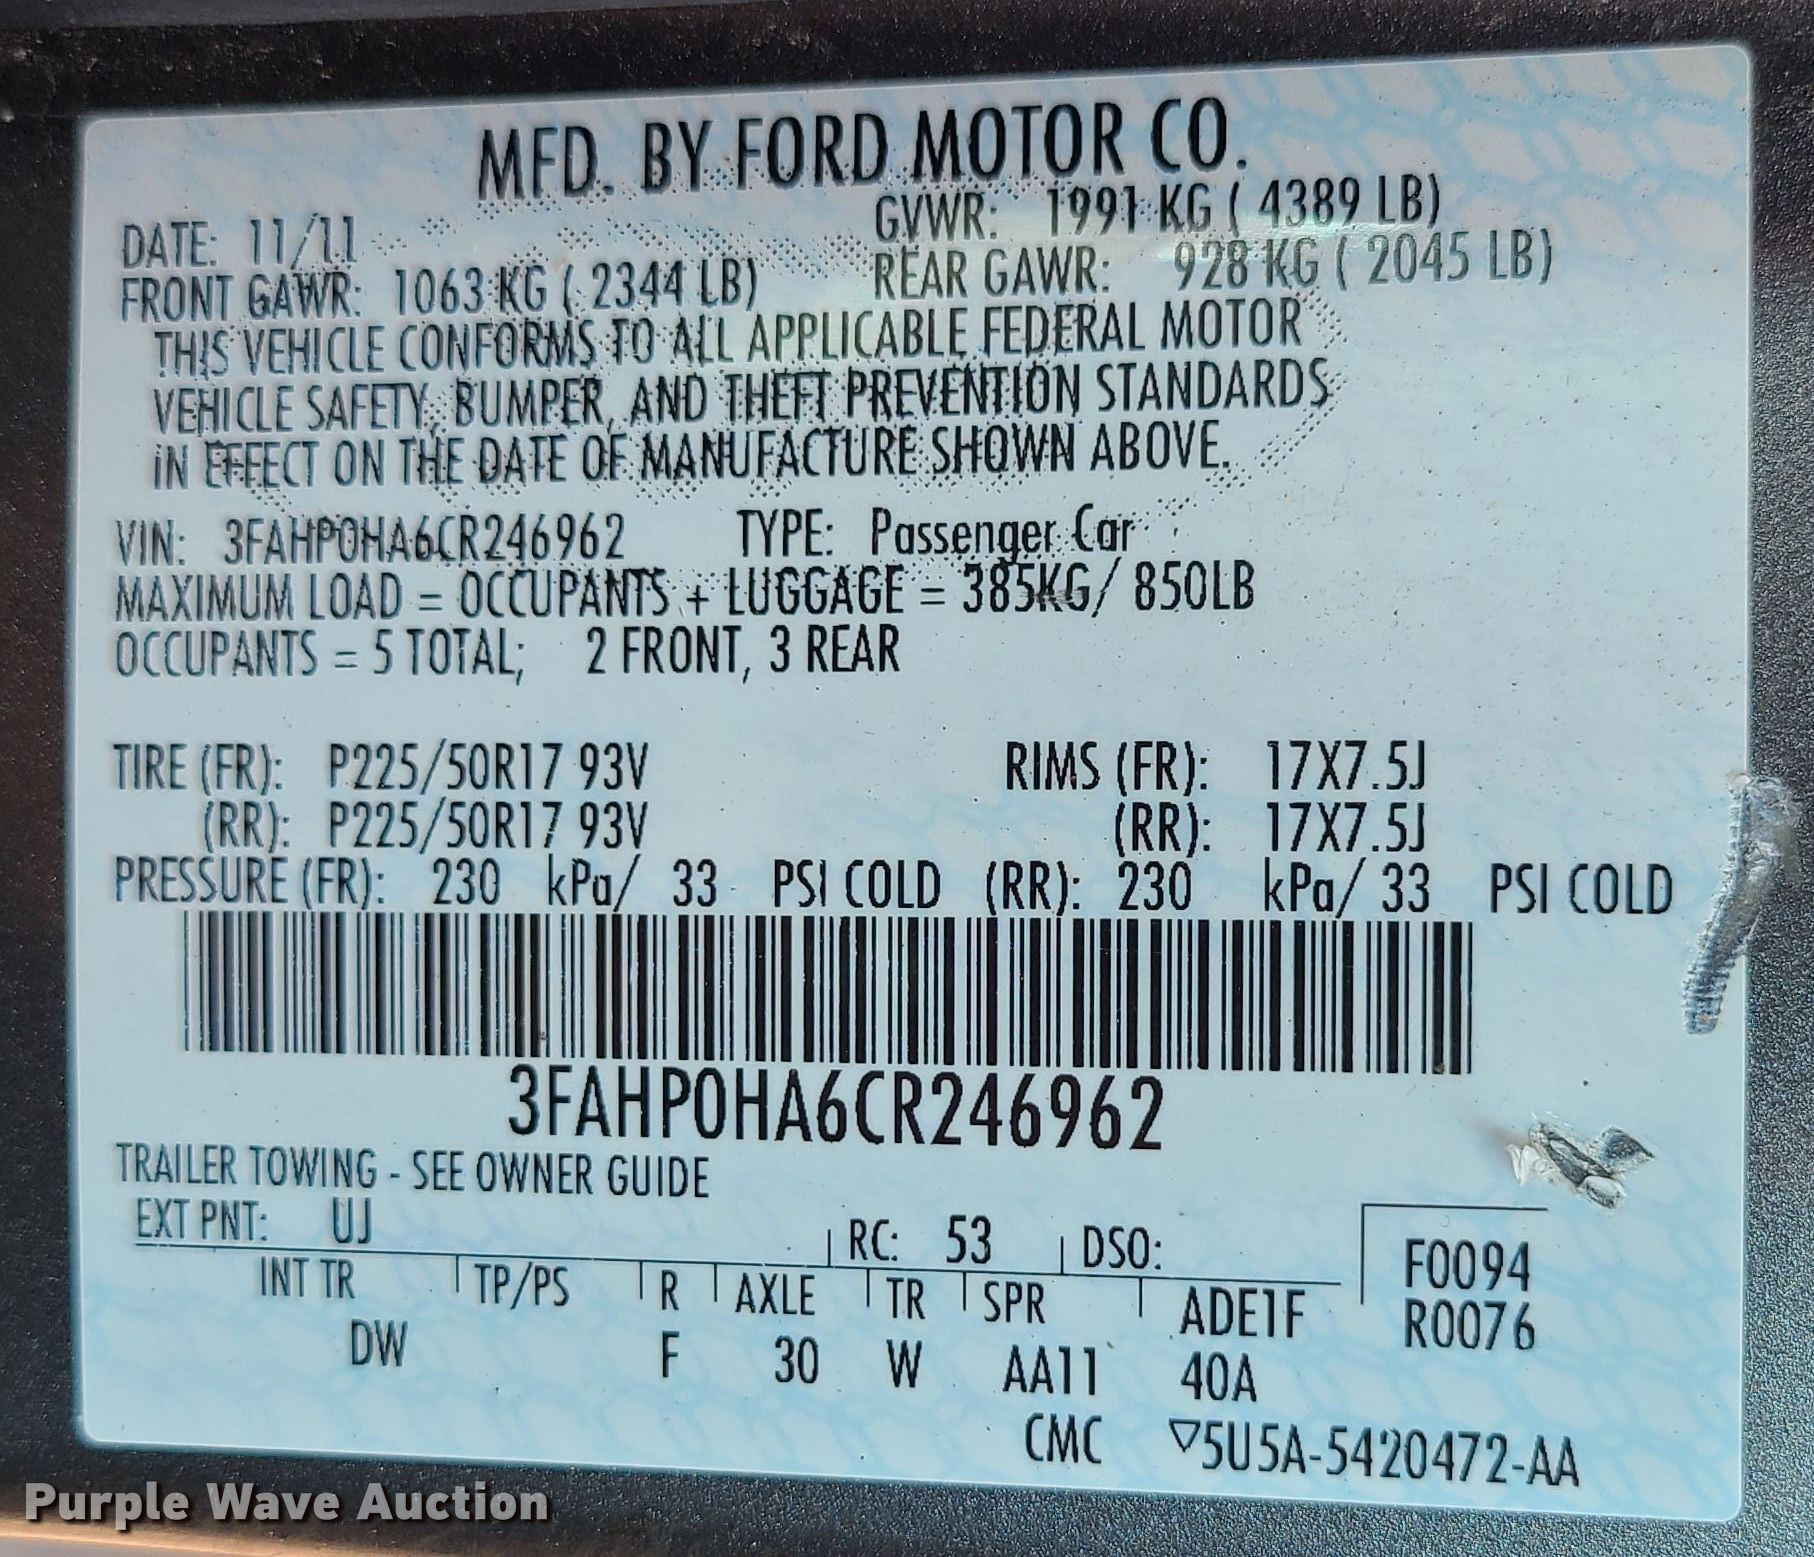 MFD. BY FORD MOTOR CO.
DATE: 11/11 GVWR: 1991 KG ( 4389 LB)
FRONT GAWR: 1063 KG ( 2344 LB) REAR GAWR: 928 KG ( 2045 LB)
THIS VEHICLE CONFORMS TO ALL APPLICABLE FEDERAL MOTOR
VEHICLE SAFETY, BUMPER, AND THEFT PREVENTION STANDARDS
IN EFFECT ON THE DATE OF MANUFACTURE SHOWN ABOVE.
VIN: 3FAHP0HA6CR246962 TYPE: Passenger Car
MAXIMUM LOAD = OCCUPANTS + LUGGAGE = 385KG/ 850LB
OCCUPANTS = 5 TOTAL; 2 FRONT, 3 REAR
TIRE (FR): P225/50R17 93V RIMS (FR): 17X7.5J
(RR): P225/50R17 93V (RR): 17X7.5J
PRESSURE (FR): 230 kPa/ 33 PSI COLD (RR): 230 kPa/ 33 PSI COLD
3FAHP0HA6CR246962
TRAILER TOWING - SEE OWNER GUIDE
EXT PNT: UJ RC: 53 DSO: F0094
INT TR TP/PS R AXLE TR SPR ADE1F R0076
DW F 30 W AA11 40A
CMC ▽5U5A-5420472-AA
Purple Wave Auction